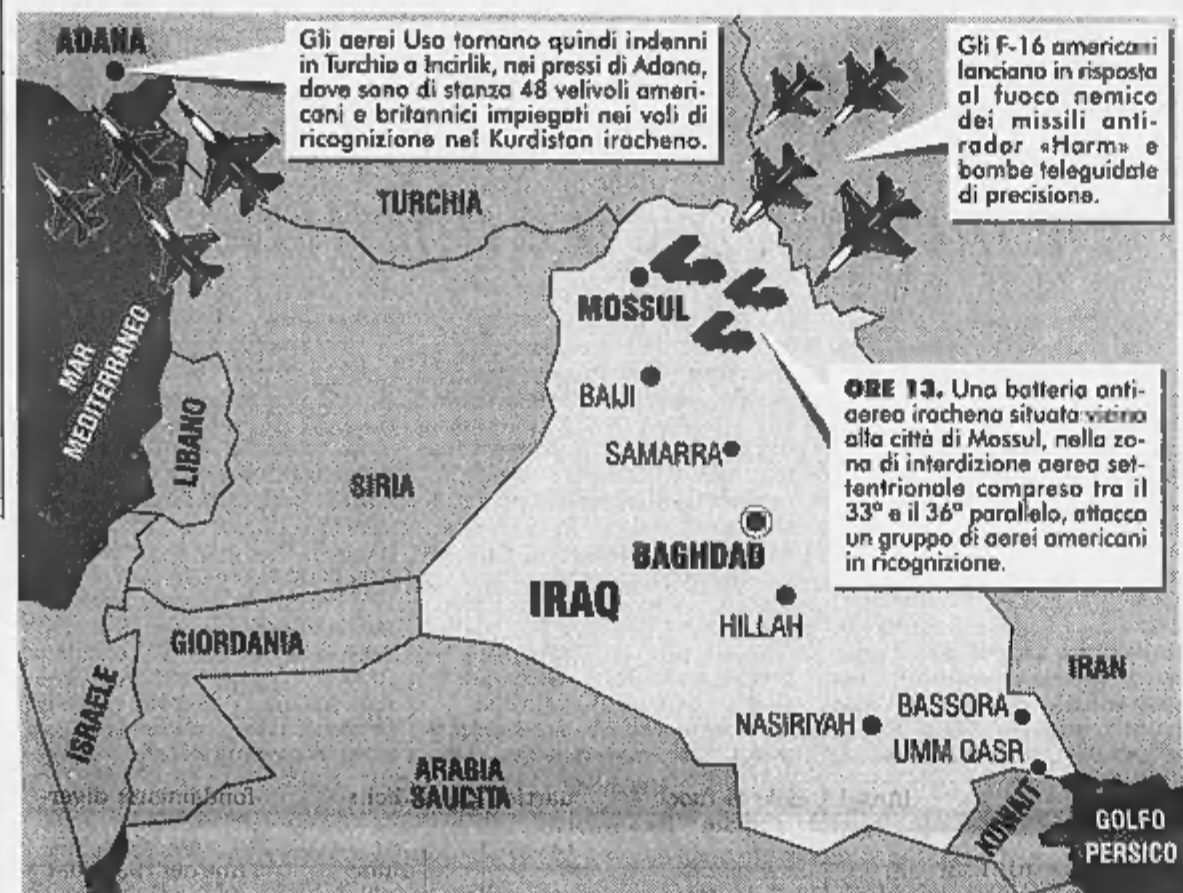 ADANA
Gli aerei Usa tornano quindi indenni
in Turchia a Incirlik, nei pressi di Adana,
dove sono di stanza 48 velivoli ameri-
cani e britannici impiegati nei voli di
ricognizione nel Kurdistan iracheno.
Gli F-16 americani
lanciano in risposta
al fuoco nemico
dei missili anti-
radar «Harm» e
bombe teleguidate
di precisione.
TURCHIA
MOSSUL
MAR
MEDITERRANEO
LIBANO
BAIJI
SAMARRA
SIRIA
ORE 13. Una batteria anti-
aerea irachena situata vicino
alla città di Mossul, nella zo-
na di interdizione aerea set-
tentrionale compresa tra il
33° e il 36° parallelo, attacca
un gruppo di aerei americani
in ricognizione.
BAGHDAD
IRAQ
HILLAH
GIORDANIA
ISRAELE
IRAN
NASIRIYAH
BASSORA
UMM QASR
ARABIA
SAUCITA
KUWAIT
GOLFO
PERSICO